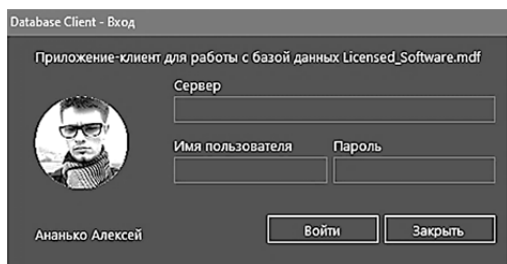 Database Client - Вход
Приложение-клиент для работы с базой данных Licensed_Software.mdf
Сервер
Имя пользователя Пароль
Ананько Алексей Войти Закрыть